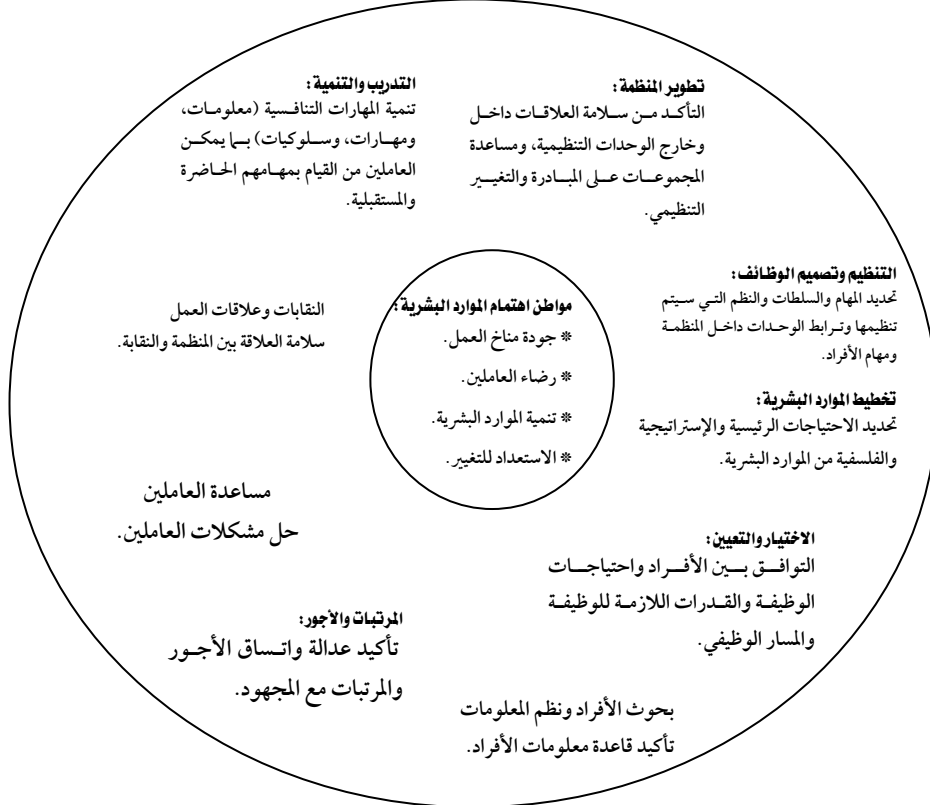 تطوير المنظمة:
التأكد من سلامة العلاقات داخل
وخارج الوحدات التنظيمية، ومساعدة
المجموعات على المبادرة والتغيير
التنظيمي.
التدريب والتنمية:
تنمية المهارات التنافسية (معلومات،
ومهارات، وسلوكيات) بما يمكن
العاملين من القيام بمهامهم الحاضرة
والمستقبلية.
التنظيم وتصميم الوظائف:
تحديد المهام والسلطات والنظم التي سيتم
تنظيمها وترابط الوحدات داخل المنظمة
ومهام الأفراد.
تخطيط الموارد البشرية:
تحديد الاحتياجات الرئيسية والإستراتيجية
والفلسفية من الموارد البشرية.
مواطن اهتمام الموارد البشرية:
* جودة مناخ العمل.
* رضاء العاملين.
* تنمية الموارد البشرية.
* الاستعداد للتغيير.
النقابات وعلاقات العمل
سلامة العلاقة بين المنظمة والنقابة.
مساعدة العاملين
حل مشكلات العاملين.
الاختيار والتعيين:
التوافق بين الأفراد واحتياجات
الوظيفة والقدرات اللازمة للوظيفة
والمسار الوظيفي.
المرتبات والأجور:
تأكيد عدالة واتساق الأجور
والمرتبات مع المجهود.
بحوث الأفراد ونظم المعلومات
تأكيد قاعدة معلومات الأفراد.